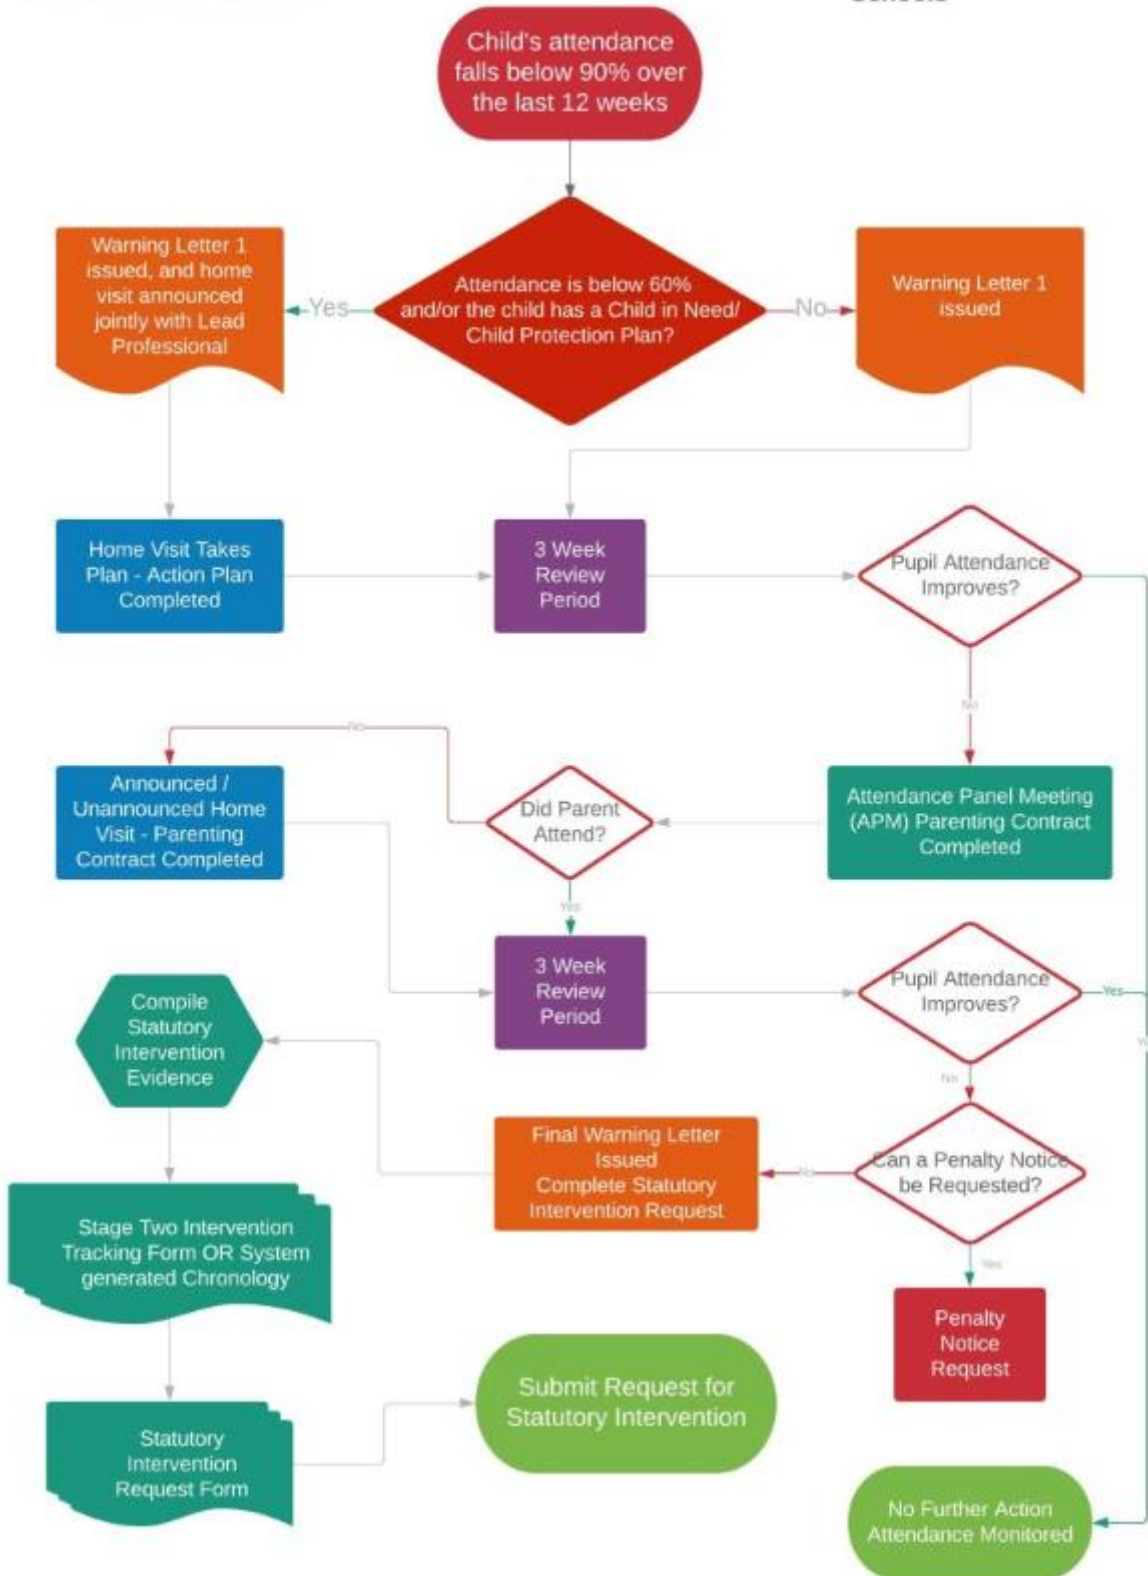 Child's attendance
falls below 90% over
the last 12 weeks
Warning Letter 1
issued, and home
visit announced
jointly with Lead
Professional
Yes
Attendance is below 60%
and/or the child has a Child in Need/
Child Protection Plan?
No
Warning Letter 1
issued
Home Visit Takes
Plan - Action Plan
Completed
3 Week
Review
Period
Pupil Attendance
Improves?
No
No
Announced /
Unannounced Home
Visit - Parenting
Contract Completed
Did Parent
Attend?
Attendance Panel Meeting
(APM) Parenting Contract
Completed
Yes
3 Week
Review
Period
Pupil Attendance
Improves?
Yes
Compile
Statutory
Intervention
Evidence
No
Final Warning Letter
Issued
Complete Statutory
Intervention Request
No
Can a Penalty Notice
be Requested?
Yes
Stage Two Intervention
Tracking Form OR System
generated Chronology
Penalty
Notice
Request
Submit Request for
Statutory Intervention
Statutory
Intervention
Request Form
No Further Action
Attendance Monitored